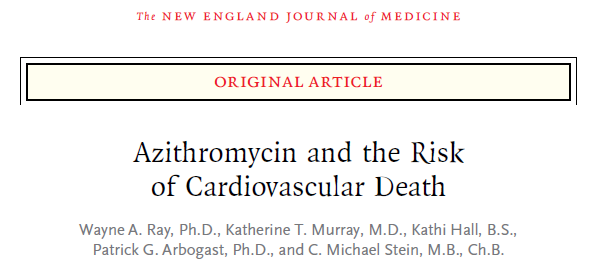 The NEW ENGLAND JOURNAL of MEDICINE
ORIGINAL ARTICLE
Azithromycin and the Risk
of Cardiovascular Death
Wayne A. Ray, Ph.D., Katherine T. Murray, M.D., Kathi Hall, B.S.,
Patrick G. Arbogast, Ph.D., and C. Michael Stein, M.B., Ch.B.